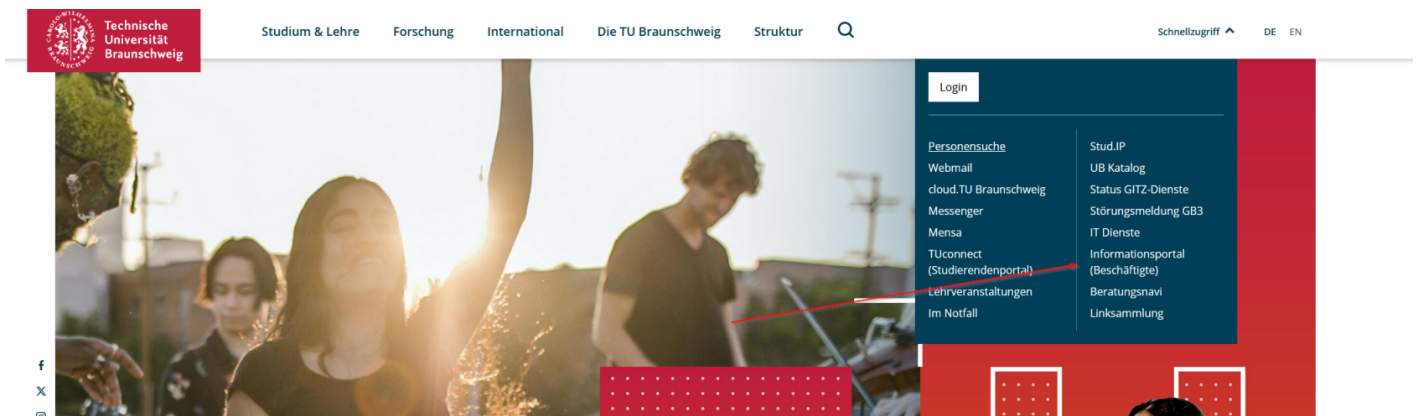 Technische
Universität
Braunschweig
Studium & Lehre
Forschung
International
Die TU Braunschweig
Struktur
Schnellzugriff
DE EN
Login
Personensuche
Webmail
cloud.TU Braunschweig
Messenger
Mensa
TUconnect
(Studierendenportal)
Lehrveranstaltungen
Im Notfall
Stud.IP
UB Katalog
Status GITZ-Dienste
Störungsmeldung GB3
IT Dienste
Informationsportal
(Beschäftigte)
Beratungsnavi
Linksammlung